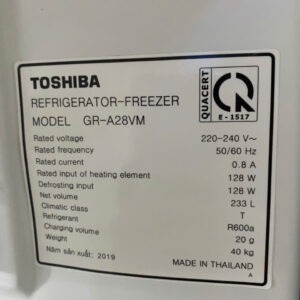 TOSHIBA
REFRIGERATOR-FREEZER
MODEL GR-A28VM
QUACERT
E - 1517
Rated voltage 220-240 V~
Rated frequency 50/60 Hz
Rated current 0.8 A
Rated input of heating element 128 W
Defrosting input 128 W
Net volume 233 L
Climatic class T
Refrigerant R600a
Charging volume 20 g
Weight 40 kg
Năm sản xuất: 2019
MADE IN THAILAND
A